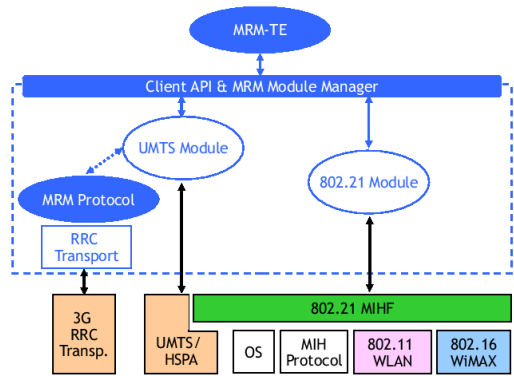 MRM-TE
Client API & MRM Module Manager
UMTS Module
802.21 Module
MRM Protocol
RRC
Transport
802.21 MIHF
3G
RRC
Transp.
UMTS/
HSPA
OS
MIH
Protocol
802.11
WLAN
802.16
WiMAX